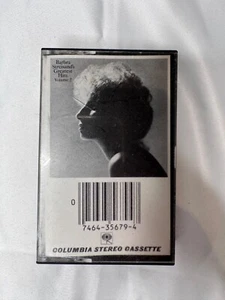 Barbra
Streisand's
Greatest
Hits
Volume 2
0
7464-35679-4
COLUMBIA STEREO CASSETTE